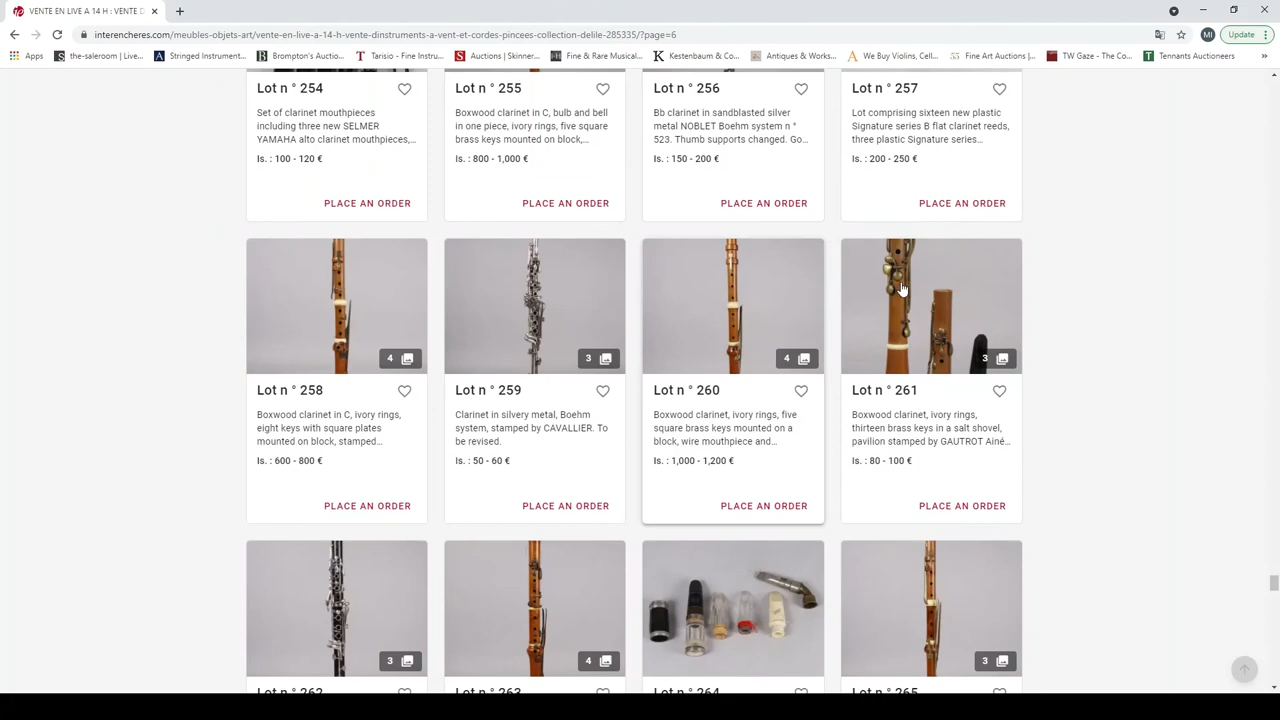 VENTE EN LIVE A 14 H : VENTE D
MI
Update
interencheres.com/meubles-objets-art/vente-en-live-a-14-h-vente-dinstruments-a-vent-et-cordes-pincees-collection-delile-285335/?page=6
Apps
the-saleroom | Live...
Stringed Instrument...
Brompton's Auctio...
Tarisio - Fine Instru...
Auctions | Skinner...
Fine & Rare Musical...
Kestenbaum & Co...
Antiques & Works...
We Buy Violins, Cell...
Fine Art Auctions |...
TW Gaze - The Co...
Tennants Auctioneers
»
Lot n ° 254
Set of clarinet mouthpieces
including three new SELMER
YAMAHA alto clarinet mouthpieces,...
Is. : 100 - 120 €
PLACE AN ORDER
Lot n ° 255
Boxwood clarinet in C, bulb and bell
in one piece, ivory rings, five square
brass keys mounted on block,...
Is. : 800 - 1,000 €
PLACE AN ORDER
Lot n ° 256
Bb clarinet in sandblasted silver
metal NOBLET Boehm system n °
523. Thumb supports changed. Go...
Is. : 150 - 200 €
PLACE AN ORDER
Lot n ° 257
Lot comprising sixteen new plastic
Signature series B flat clarinet reeds,
three plastic Signature series...
Is. : 200 - 250 €
PLACE AN ORDER
4
Lot n ° 258
Boxwood clarinet in C, ivory rings,
eight keys with square plates
mounted on block, stamped...
Is. : 600 - 800 €
PLACE AN ORDER
3
Lot n ° 259
Clarinet in silvery metal, Boehm
system, stamped by CAVALLIER. To
be revised.
Is. : 50 - 60 €
PLACE AN ORDER
4
Lot n ° 260
Boxwood clarinet, ivory rings, five
square brass keys mounted on a
block, wire mouthpiece and...
Is. : 1,000 - 1,200 €
PLACE AN ORDER
3
Lot n ° 261
Boxwood clarinet, ivory rings,
thirteen brass keys in a salt shovel,
pavilion stamped by GAUTROT Ainé...
Is. : 80 - 100 €
PLACE AN ORDER
3
Lot n ° 262
4
Lot n ° 263
Lot n ° 264
3
Lot n ° 265